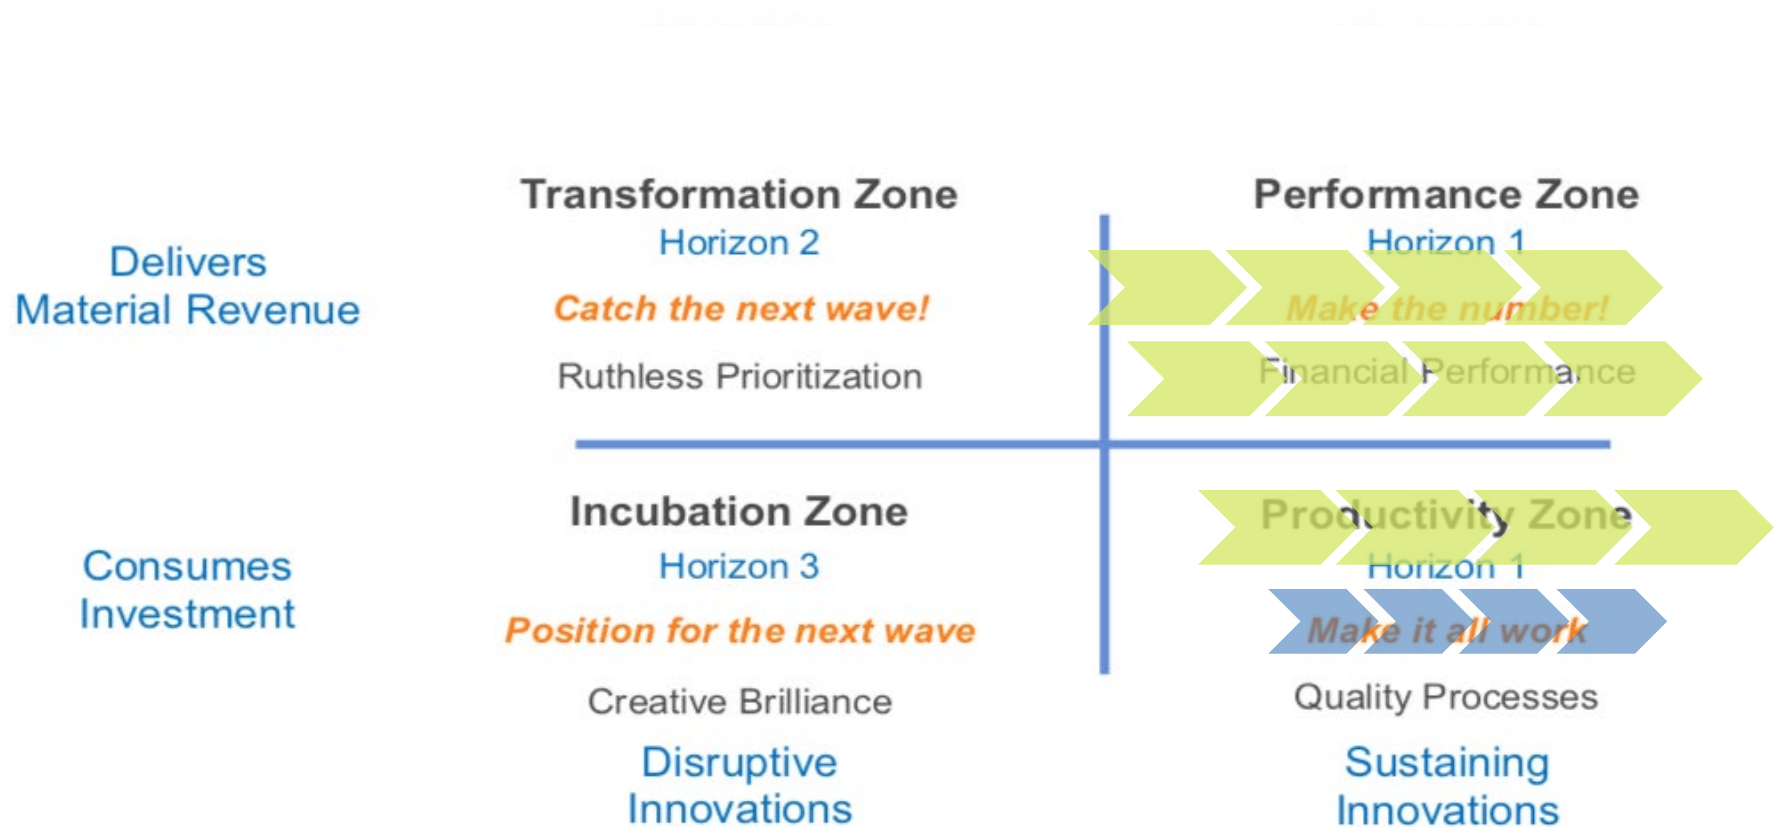 Transformation Zone
Horizon 2
Catch the next wave!
Ruthless Prioritization
Performance Zone
Horizon 1
Make the number!
Financial Performance
Delivers
Material Revenue
Incubation Zone
Horizon 3
Position for the next wave
Creative Brilliance
Productivity Zone
Horizon 1
Make it all work
Quality Processes
Consumes
Investment
Disruptive
Innovations
Sustaining
Innovations